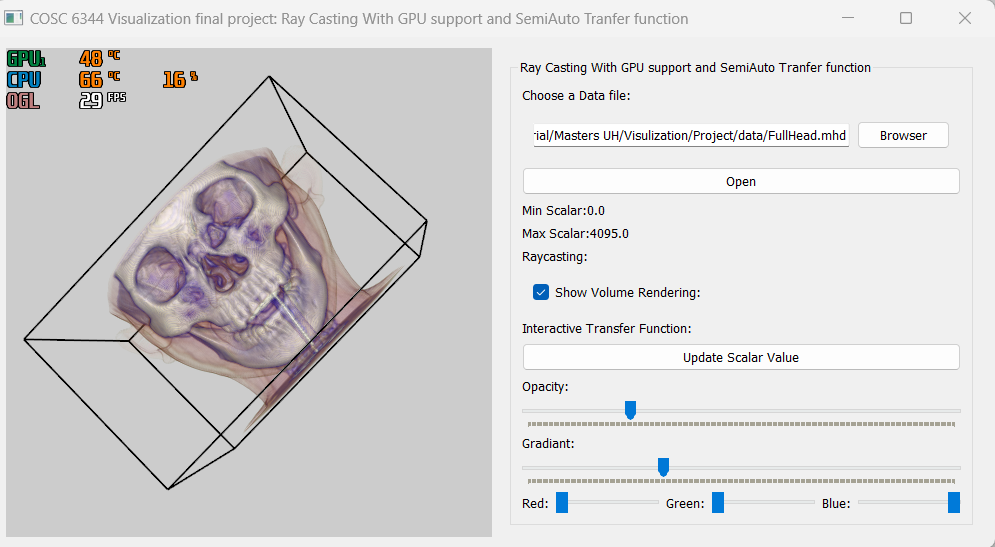 COSC 6344 Visualization final project: Ray Casting With GPU support and SemiAuto Tranfer function
GPU1 48 °C
CPU 66 °C 16 %
OGL 29 FPS
Ray Casting With GPU support and SemiAuto Tranfer function
Choose a Data file:
rial/Masters UH/Visulization/Project/data/FullHead.mhd Browser
Open
Min Scalar:0.0
Max Scalar:4095.0
Raycasting:
Show Volume Rendering:
Interactive Transfer Function:
Update Scalar Value
Opacity:
Gradiant:
Red: Green: Blue: